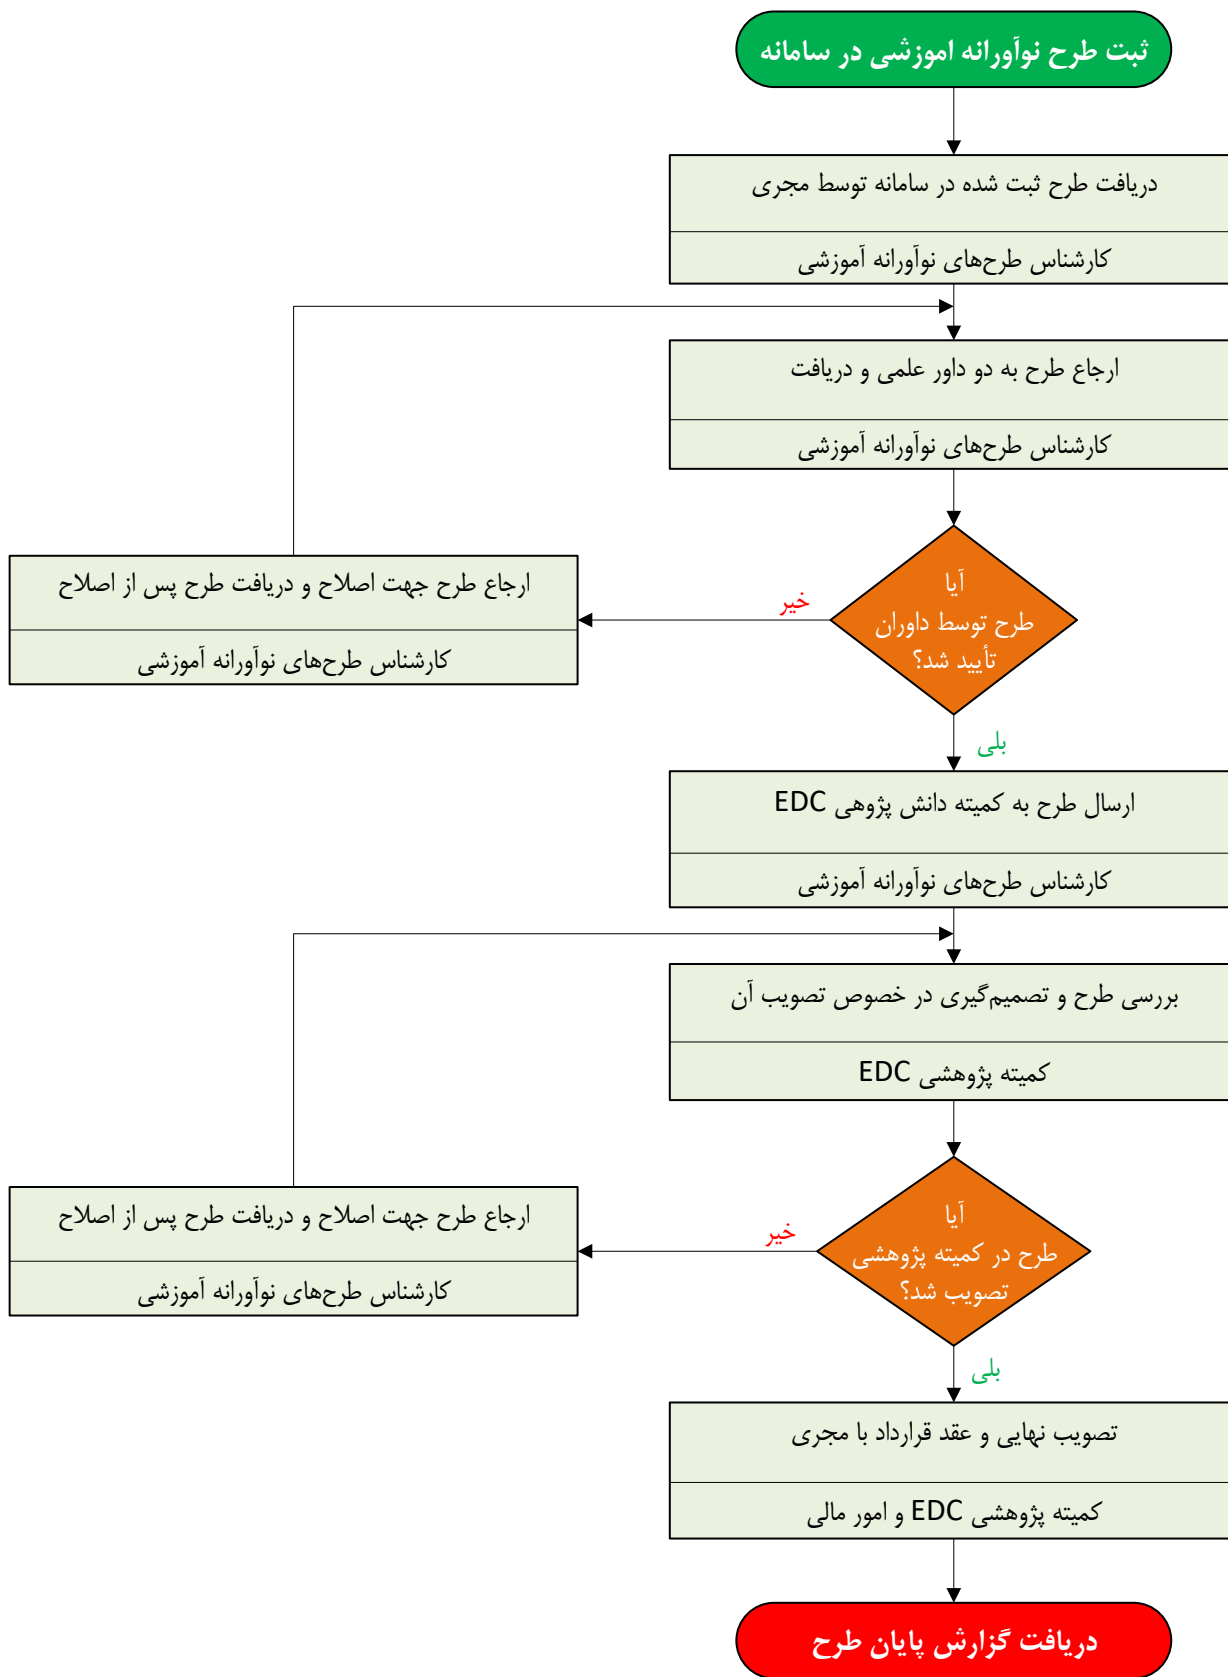 ثبت طرح نوآورانه اموزشی در سامانه
دریافت طرح ثبت شده در سامانه توسط مجری
کارشناس طرح‌های نوآورانه آموزشی
ارجاع طرح به دو داور علمی و دریافت
کارشناس طرح‌های نوآورانه آموزشی
آیا
طرح توسط داوران
تأیید شد؟
خیر
ارجاع طرح جهت اصلاح و دریافت طرح پس از اصلاح
کارشناس طرح‌های نوآورانه آموزشی
بلی
ارسال طرح به کمیته دانش پژوهی EDC
کارشناس طرح‌های نوآورانه آموزشی
بررسی طرح و تصمیم‌گیری در خصوص تصویب آن
کمیته پژوهشی EDC
آیا
طرح در کمیته پژوهشی
تصویب شد؟
خیر
ارجاع طرح جهت اصلاح و دریافت طرح پس از اصلاح
کارشناس طرح‌های نوآورانه آموزشی
بلی
تصویب نهایی و عقد قرارداد با مجری
کمیته پژوهشی EDC و امور مالی
دریافت گزارش پایان طرح